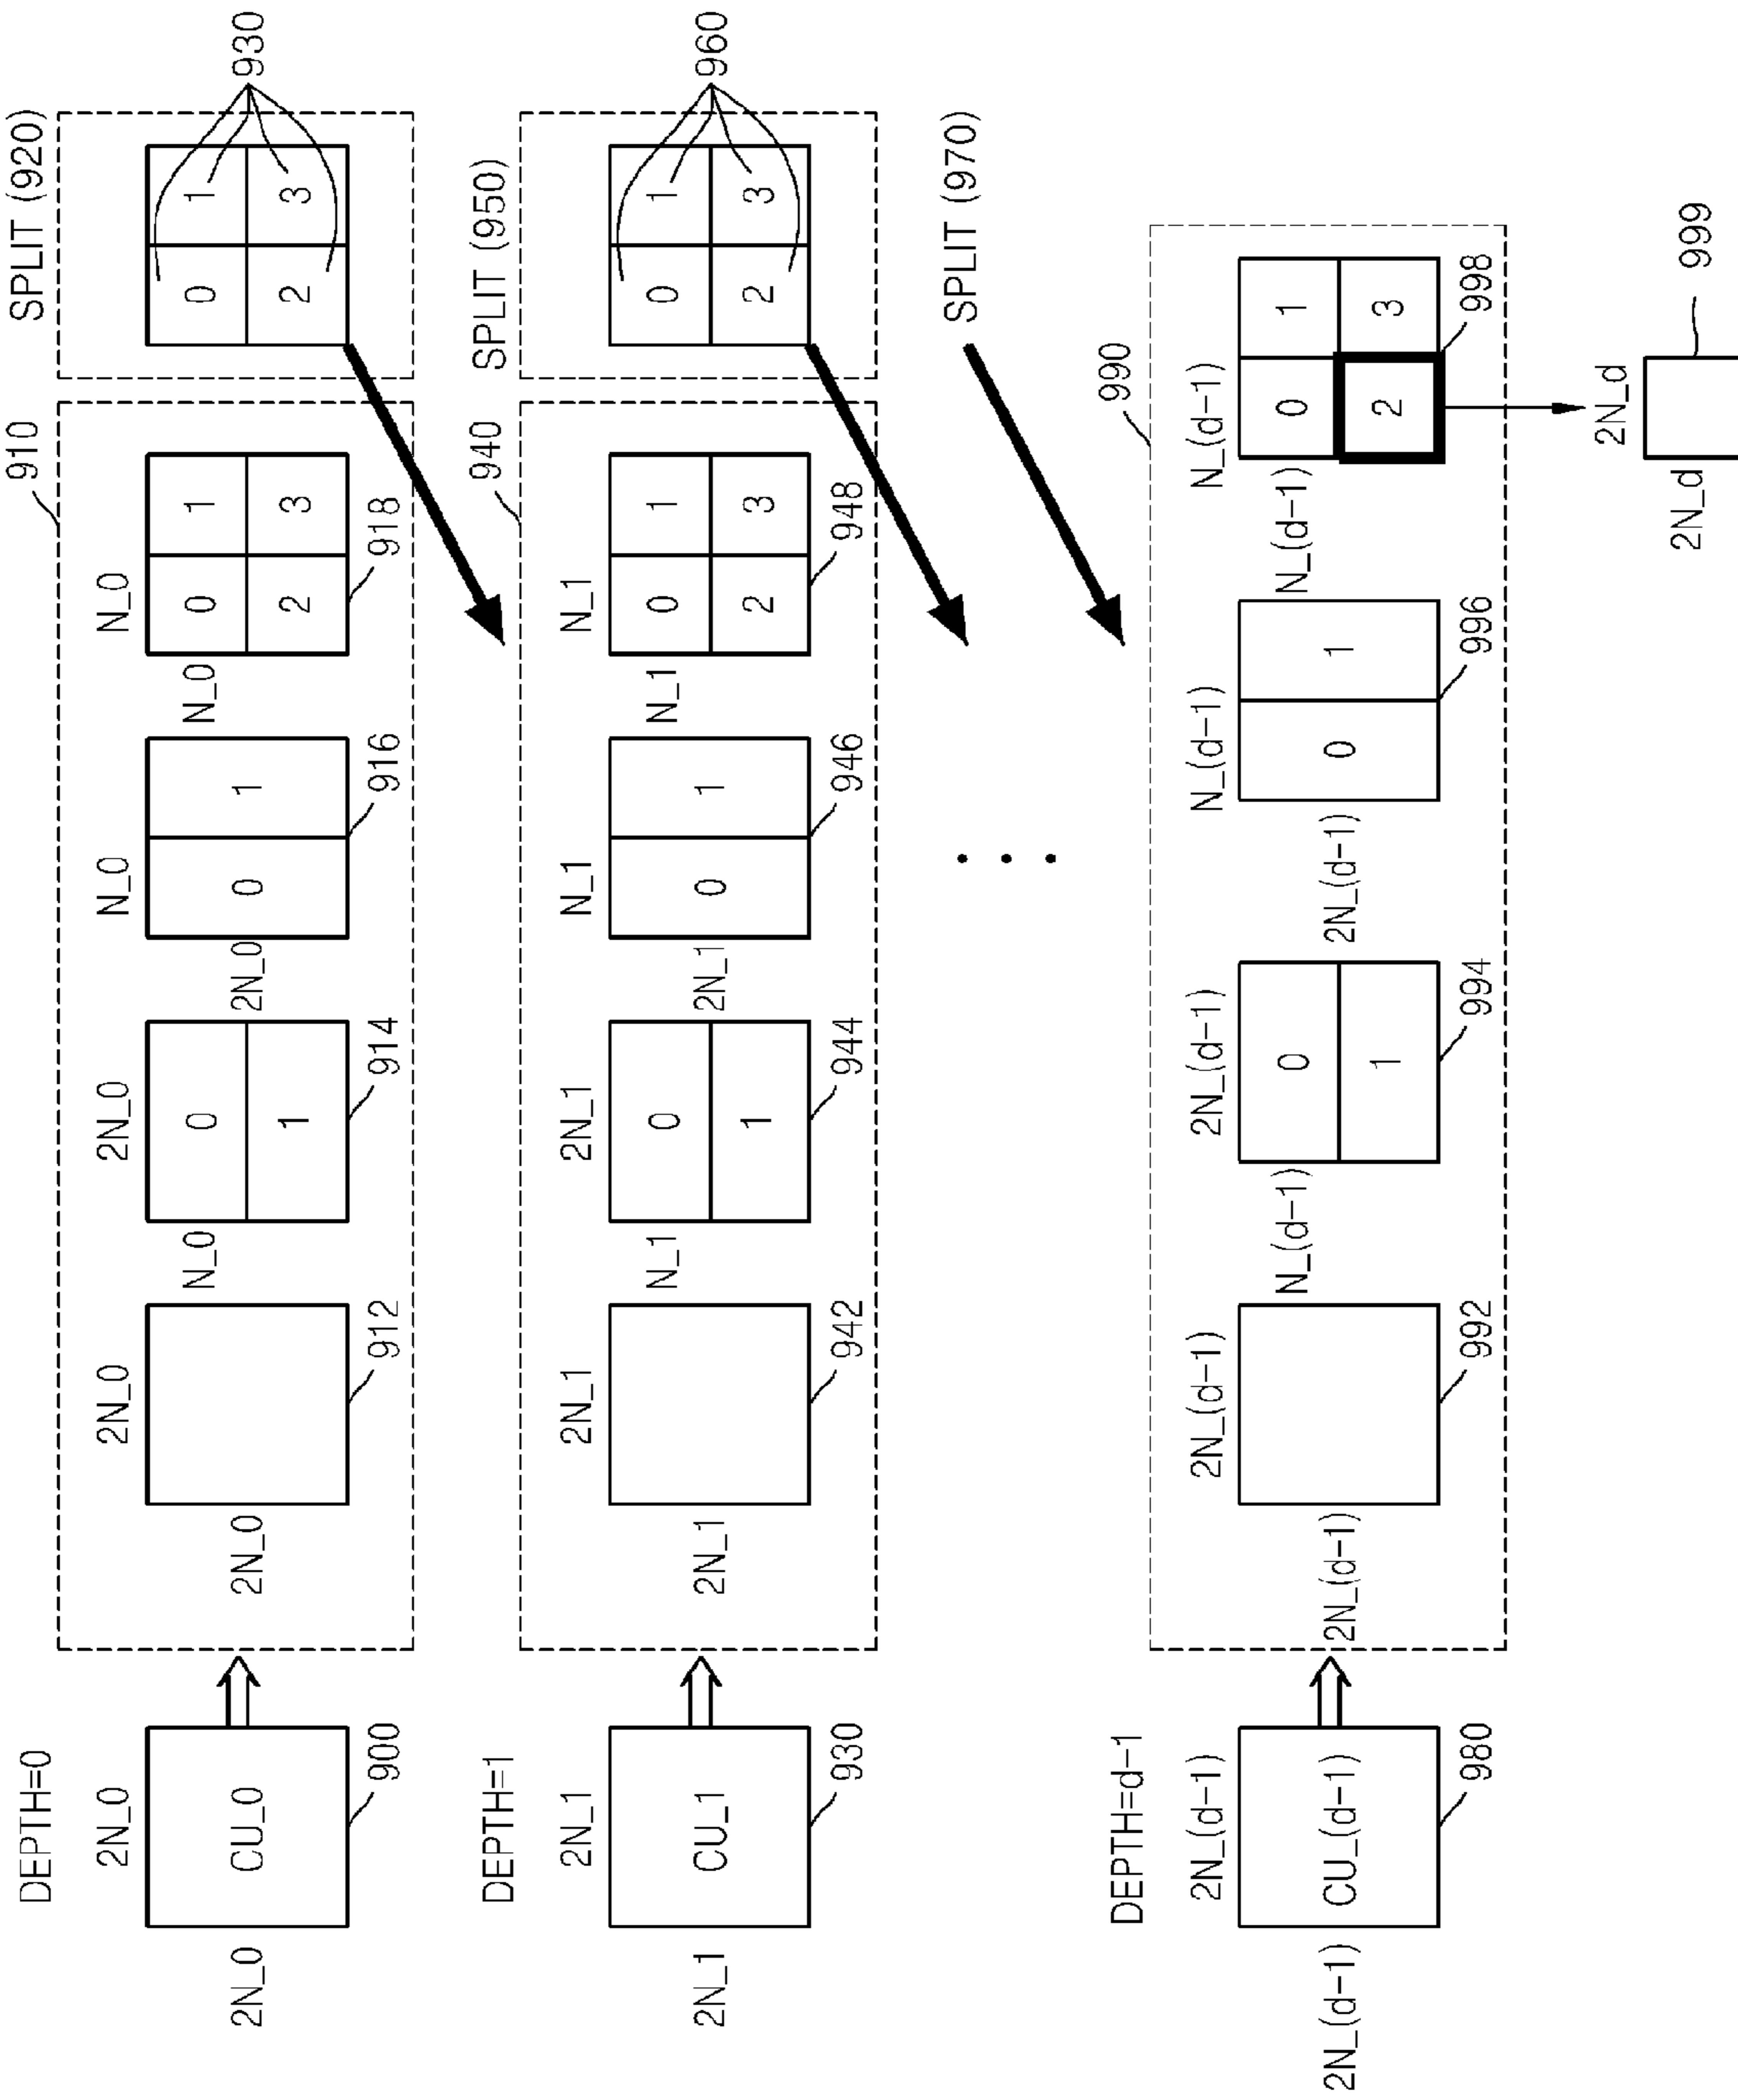 DEPTH=0
2N_0
2N_0
CU_0
900
910
2N_0
2N_0
912
2N_0
N_0
0
1
914
N_0
2N_0
0
1
916
N_0
N_0
0
1
2
3
918
SPLIT (920)
0
1
2
3
930
DEPTH=1
2N_1
2N_1
CU_1
930
940
2N_1
2N_1
942
2N_1
N_1
0
1
944
N_1
2N_1
0
1
946
N_1
N_1
0
1
2
3
948
SPLIT (950)
0
1
2
3
960
SPLIT (970)
DEPTH=d-1
2N_(d-1)
2N_(d-1)
CU_(d-1)
980
990
2N_(d-1)
2N_(d-1)
992
2N_(d-1)
N_(d-1)
0
1
994
N_(d-1)
2N_(d-1)
0
1
996
N_(d-1)
N_(d-1)
0
1
2
3
998
2N_d
2N_d
999